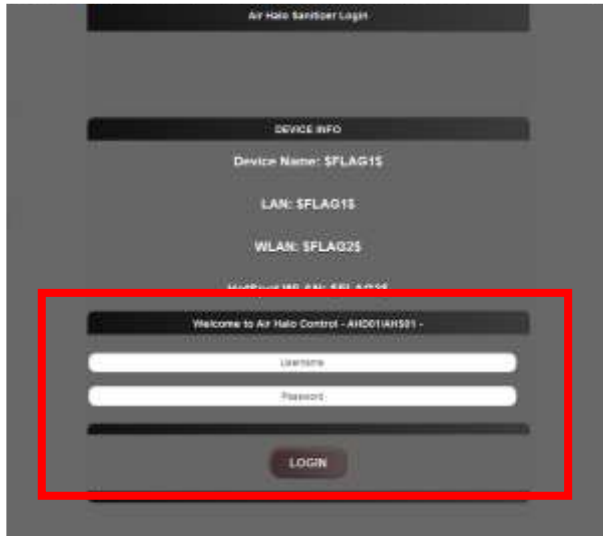 Air Halo Sanitizer Login
DEVICE INFO
Device Name: $FLAG1$
LAN: $FLAG1$
WLAN: $FLAG2$
Welcome to Air Halo Control - AHD01/AHS01 -
Username
Password
LOGIN